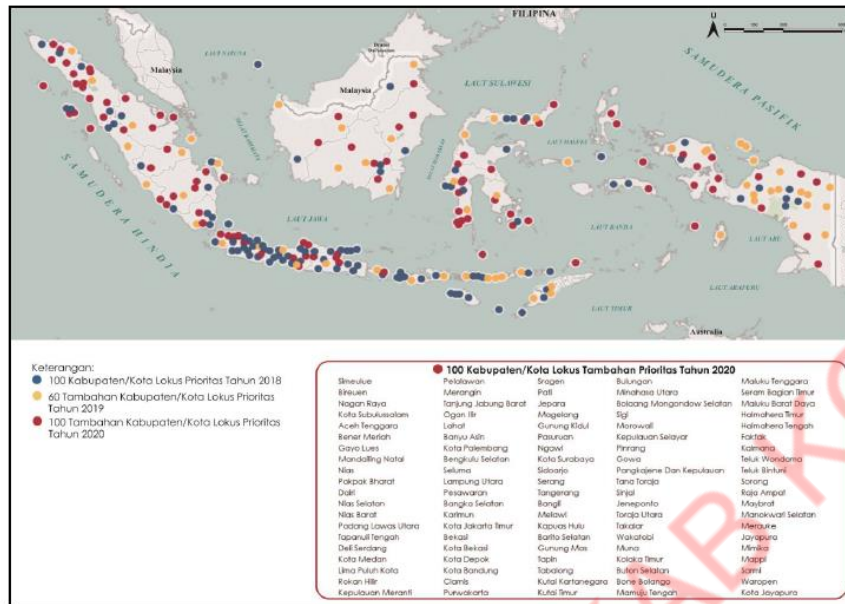 FILIPINA
U
Malaysia
LAUT NATUNA
LAUT SULAWESI
SAMUDERA PASIFIK
Malaysia
LAUT MALUKU
SAMUDERA HINDIA
LAUT JAWA
LAUT BANDA
LAUT ARU
LAUT ARAFURU
LAUT TIMUR
Australia
Keterangan:
100 Kabupaten/Kota Lokus Prioritas Tahun 2018
60 Tambahan Kabupaten/Kota Lokus Prioritas
Tahun 2019
100 Tambahan Kabupaten/Kota Lokus Prioritas
Tahun 2020
100 Kabupaten/Kota Lokus Tambahan Prioritas Tahun 2020
Simeulue Pelalawan Sragen Bulungan Maluku Tenggara
Bireuen Merangin Pati Minahasa Utara Seram Bagian Timur
Nagan Raya Tanjung Jabung Barat Jepara Bolaang Mongondow Selatan Maluku Barat Daya
Kota Subulussalam Ogan Ilir Magelang Sigi Halmahera Timur
Aceh Tenggara Lahat Gunung Kidul Morowali Halmahera Tengah
Bener Meriah Banyu Asin Pasuruan Kepulauan Selayar Fakfak
Gayo Lues Kota Palembang Ngawi Pinrang Kaimana
Mandailing Natal Bengkulu Selatan Kota Surabaya Gowa Teluk Wondama
Nias Seluma Sidoarjo Pangkajene Dan Kepulauan Teluk Bintuni
Pakpak Bharat Lampung Utara Serang Tana Toraja Sorong
Dairi Pesawaran Tangerang Sinjai Raja Ampat
Nias Selatan Bangka Selatan Bangli Jeneponto Maybrat
Nias Barat Karimun Melawi Toraja Utara Manokwari Selatan
Padang Lawas Utara Kota Jakarta Timur Kapuas Hulu Takalar Merauke
Tapanuli Tengah Bekasi Barito Selatan Wakatobi Jayapura
Deli Serdang Kota Bekasi Gunung Mas Muna Mimika
Kota Medan Kota Depok Tapin Kolaka Timur Mappi
Lima Puluh Kota Kota Bandung Tabalong Buton Selatan Sarmi
Rokan Hilir Ciamis Kutai Kartanegara Bone Bolango Waropen
Kepulauan Meranti Purwakarta Kutai Timur Mamuju Tengah Kota Jayapura